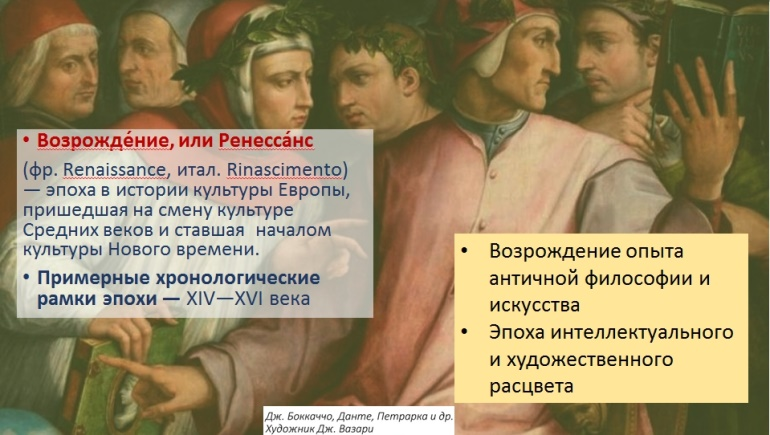 • Возрожде́ние, или Ренесса́нс
(фр. Renaissance, итал. Rinascimento)
— эпоха в истории культуры Европы,
пришедшая на смену культуре
Средних веков и ставшая началом
культуры Нового времени.
• Примерные хронологические
рамки эпохи — XIV—XVI века
• Возрождение опыта
античной философии и
искусства
• Эпоха интеллектуального
и художественного
расцвета
Дж. Боккаччо, Данте, Петрарка и др.
Художник Дж. Вазари